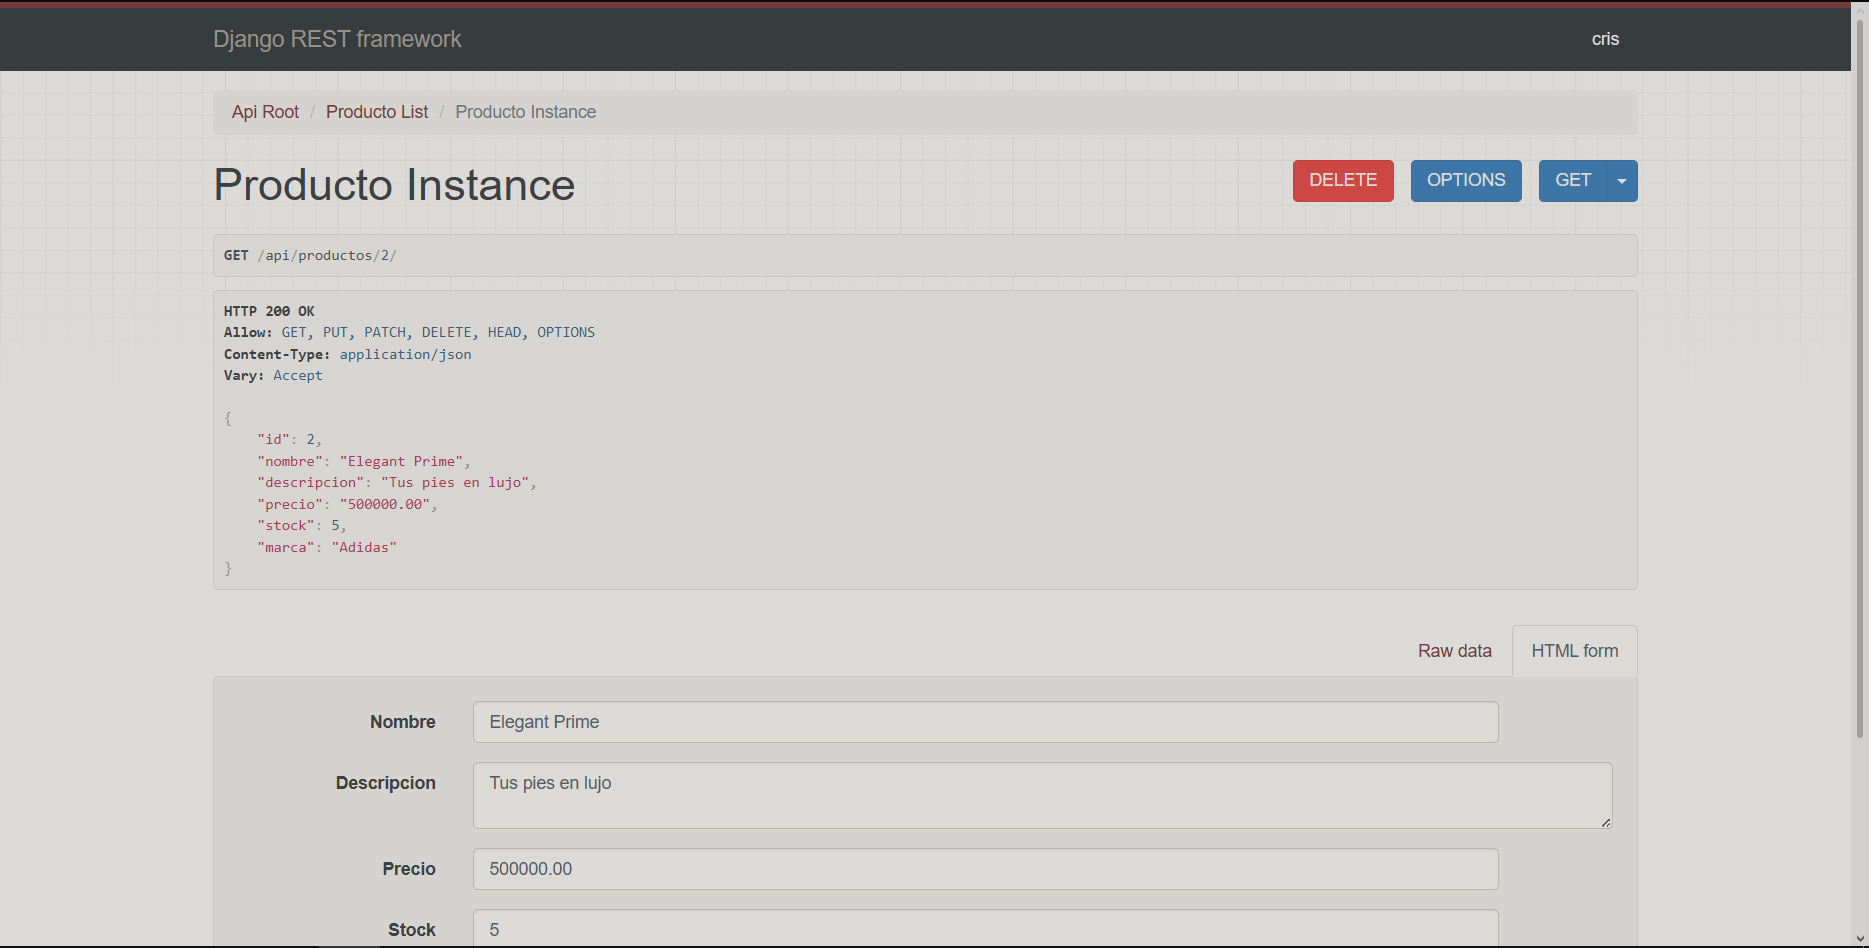 Django REST framework
cris
Api Root / Producto List / Producto Instance
Producto Instance
DELETE
OPTIONS
GET
GET /api/productos/2/
HTTP 200 OK
Allow: GET, PUT, PATCH, DELETE, HEAD, OPTIONS
Content-Type: application/json
Vary: Accept
{
    "id": 2,
    "nombre": "Elegant Prime",
    "descripcion": "Tus pies en lujo",
    "precio": "500000.00",
    "stock": 5,
    "marca": "Adidas"
}
Raw data
HTML form
Nombre
Elegant Prime
Descripcion
Tus pies en lujo
Precio
500000.00
Stock
5